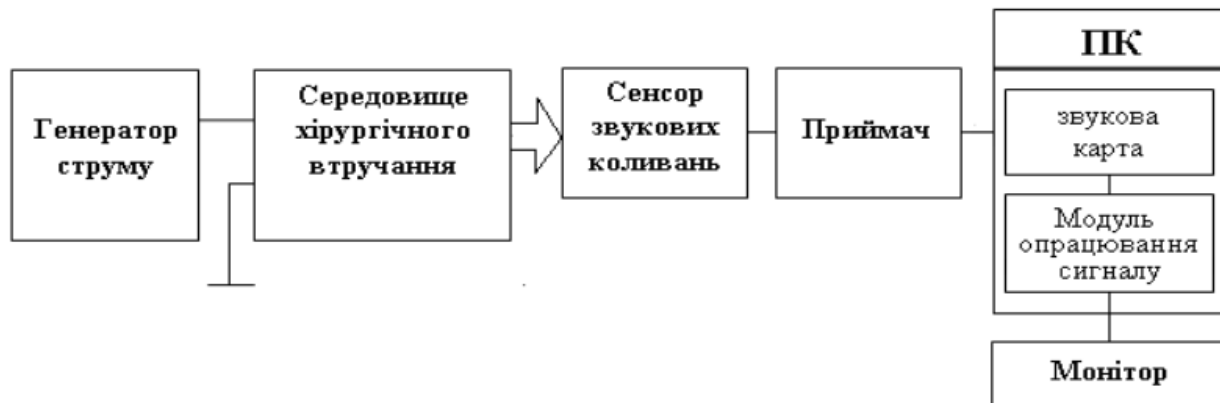 Генератор
струму
Середовище
хірургічного
втручання
Сенсор
звукових
коливань
Приймач
ПК
звукова
карта
Модуль
опрацювання
сигналу
Монітор